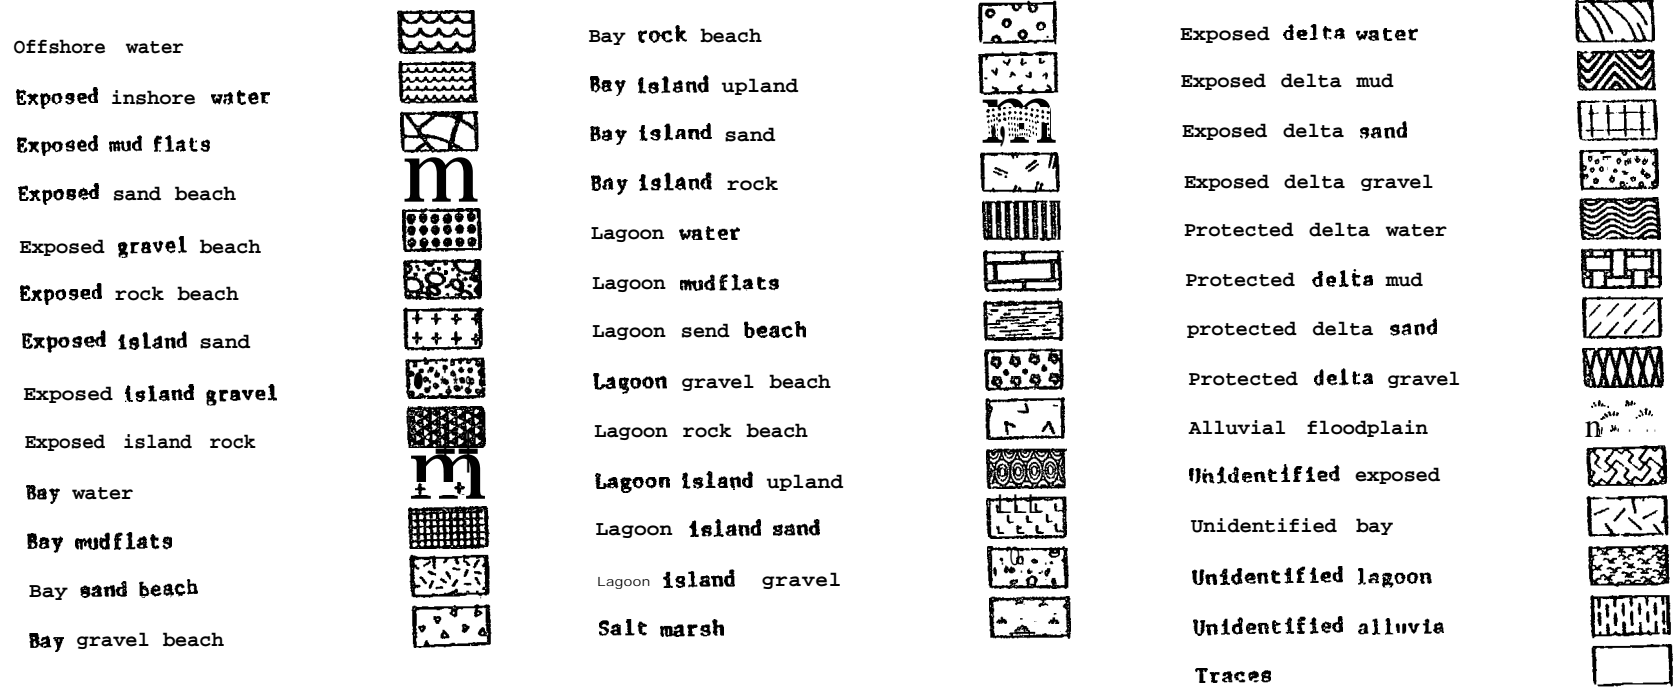 Offshore water
Exposed inshore water
Exposed mud flats
Exposed sand beach
Exposed gravel beach
Exposed rock beach
Exposed island sand
Exposed island gravel
Exposed island rock
Bay water
Bay mudflats
Bay sand beach
Bay gravel beach
Bay rock beach
Bay island upland
Bay island sand
Bay island rock
Lagoon water
Lagoon mudflats
Lagoon send beach
Lagoon gravel beach
Lagoon rock beach
Lagoon island upland
Lagoon island sand
Lagoon island gravel
Salt marsh
Exposed delta water
Exposed delta mud
Exposed delta sand
Exposed delta gravel
Protected delta water
Protected delta mud
protected delta sand
Protected delta gravel
Alluvial floodplain
Unidentified exposed
Unidentified bay
Unidentified lagoon
Unidentified alluvia
Traces